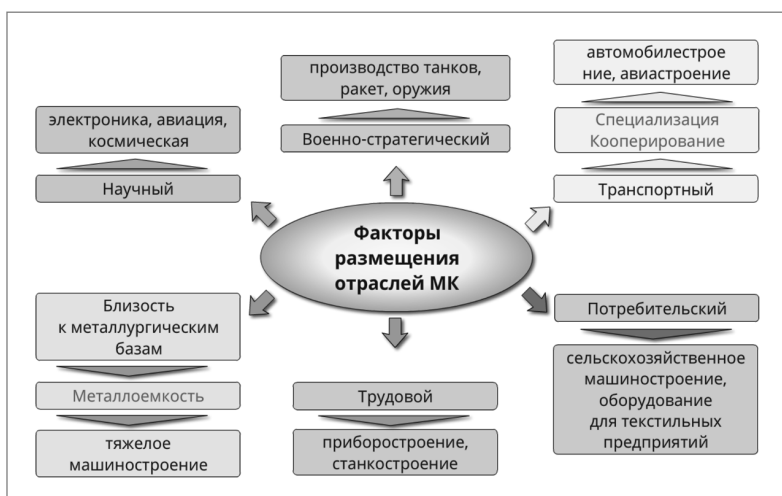 производство танков,
ракет, оружия
Военно-стратегический
автомобилестрое
ние, авиастроение
Специализация
Кооперирование
Транспортный
электроника, авиация,
космическая
Научный
Факторы
размещения
отраслей МК
Близость
к металлургическим
базам
Металлоемкость
тяжелое
машиностроение
Трудовой
приборостроение,
станкостроение
Потребительский
сельскохозяйственное
машиностроение,
оборудование
для текстильных
предприятий